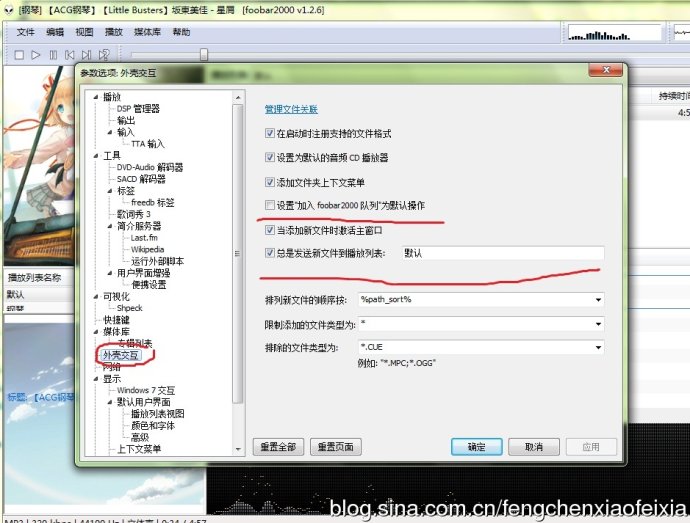 [钢琴] 【ACG钢琴】【Little Busters】坂東美佳 - 星屑   [foobar2000 v1.2.6]
文件 编辑 视图 播放 媒体库 帮助
参数选项: 外壳交互
播放
DSP 管理器
输出
输入
TTA 输入
工具
DVD-Audio 解码器
SACD 解码器
标签
freedb 标签
歌词秀 3
简介服务器
Last.fm
Wikipedia
运行外部脚本
用户界面增强
便携设置
可视化
Shpeck
快捷键
媒体库
专辑列表
外壳交互
网络
显示
Windows 7 交互
默认用户界面
播放列表视图
颜色和字体
高级
上下文菜单
管理文件关联
在启动时注册支持的文件格式
设置为默认的音频 CD 播放器
添加文件夹上下文菜单
设置"加入 foobar2000 队列"为默认操作
当添加新文件时激活主窗口
总是发送新文件到播放列表: 默认
排列新文件的顺序按: %path_sort%
限制添加的文件类型为: *
排除的文件类型为: *.CUE
例如: "*.MPC;*.OGG"
重置全部 重置页面 确定 取消 应用
持续时间
4:5
播放列表名称
默认
钢琴
标题: 【ACG钢琴】
MP3 | 320 kbps | 44100 Hz | 立体声 | 0:34 / 4:57
blog.sina.com.cn/fengchenxiaofeixia